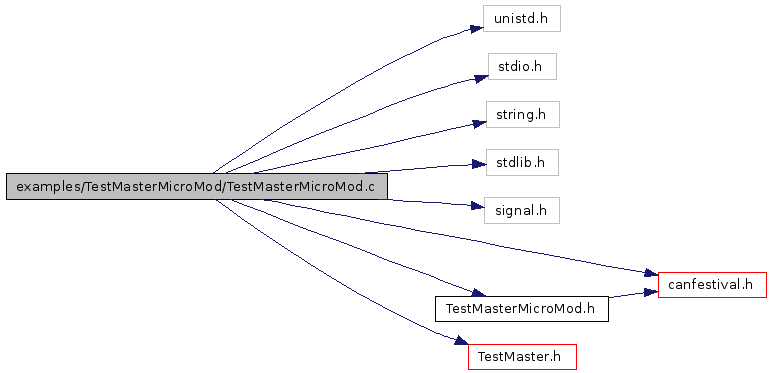 unistd.h
stdio.h
string.h
stdlib.h
examples/TestMasterMicroMod/TestMasterMicroMod.c
signal.h
canfestival.h
TestMasterMicroMod.h
TestMaster.h